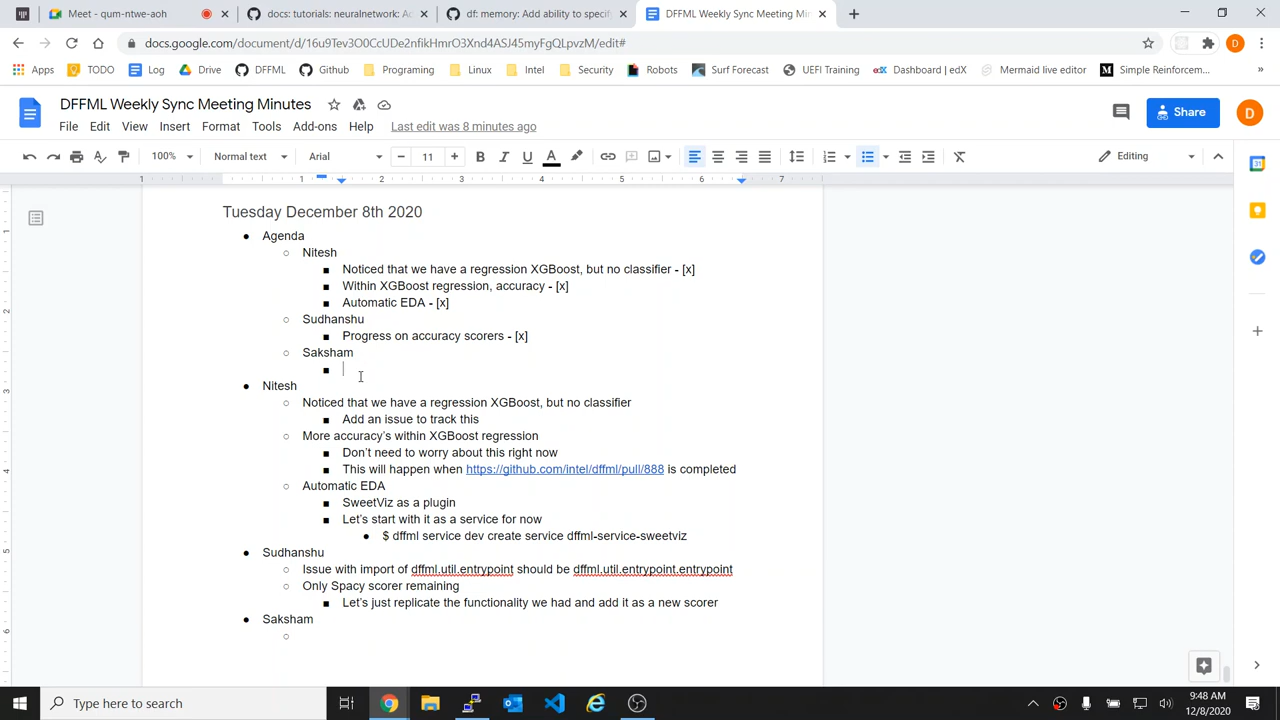 Meet - qum-ntwe-aoh
docs: tutorials: neuralnetwork: Ac
df: memory: Add ability to specif
DFFML Weekly Sync Meeting Min
docs.google.com/document/d/16u9Tev3O0CcUDe2nfikHmrO3Xnd4ASJ45myFgQLpvzM/edit#
Apps
TODO
Log
Drive
DFFML
Github
Programing
Linux
Intel
Security
Robots
Surf Forecast
UEFI Training
Dashboard | edX
Mermaid live editor
Simple Reinforcem...
»
DFFML Weekly Sync Meeting Minutes
File Edit View Insert Format Tools Add-ons Help Last edit was 8 minutes ago
Share
D
100% Normal text Arial 11 Editing
1 1 2 3 4 5 6 7
Tuesday December 8th 2020
Agenda
Nitesh
Noticed that we have a regression XGBoost, but no classifier - [x]
Within XGBoost regression, accuracy - [x]
Automatic EDA - [x]
Sudhanshu
Progress on accuracy scorers - [x]
Saksham
Nitesh
Noticed that we have a regression XGBoost, but no classifier
Add an issue to track this
More accuracy's within XGBoost regression
Don't need to worry about this right now
This will happen when https://github.com/intel/dffml/pull/888 is completed
Automatic EDA
SweetViz as a plugin
Let's start with it as a service for now
$ dffml service dev create service dffml-service-sweetviz
Sudhanshu
Issue with import of dffml.util.entrypoint should be dffml.util.entrypoint.entrypoint
Only Spacy scorer remaining
Let's just replicate the functionality we had and add it as a new scorer
Saksham
Type here to search
9:48 AM
12/8/2020